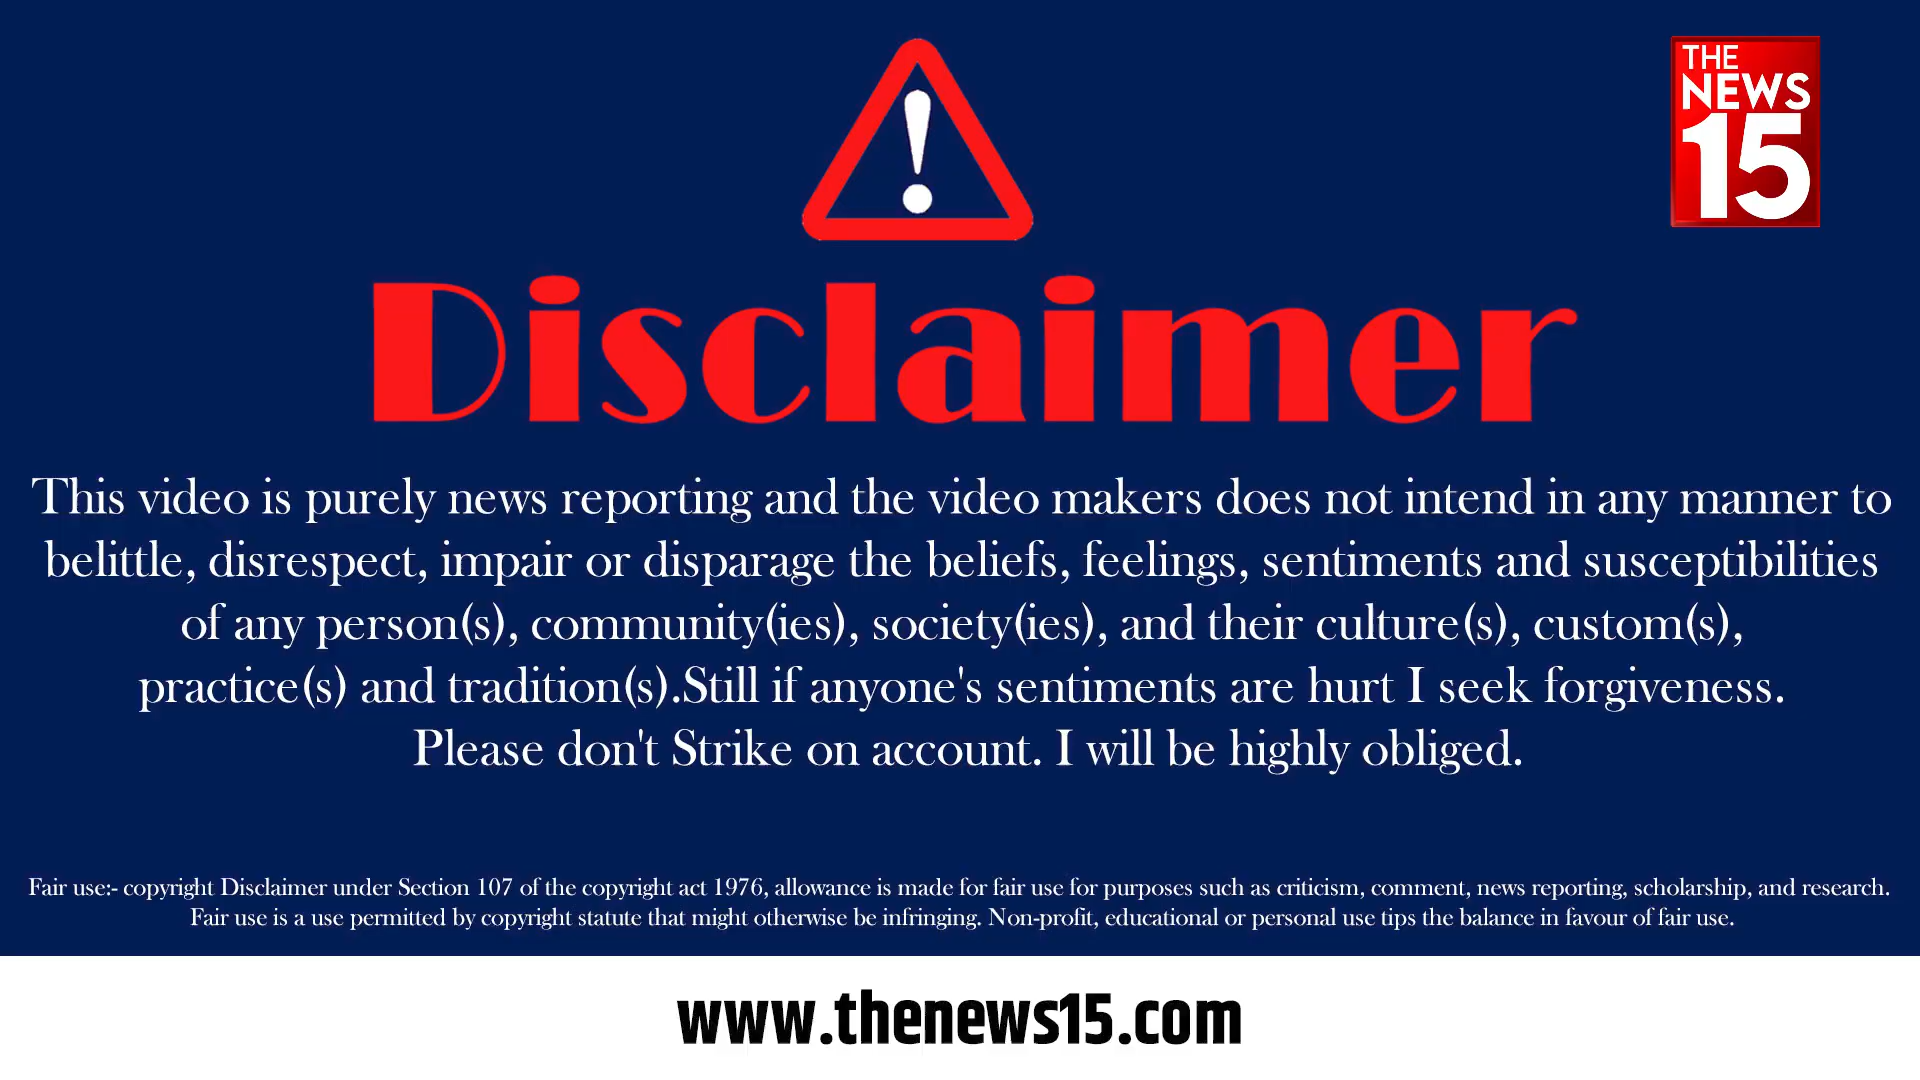 THE
NEWS
15
Disclaimer
This video is purely news reporting and the video makers does not intend in any manner to
belittle, disrespect, impair or disparage the beliefs, feelings, sentiments and susceptibilities
of any person(s), community(ies), society(ies), and their culture(s), custom(s),
practice(s) and tradition(s).Still if anyone's sentiments are hurt I seek forgiveness.
Please don't Strike on account. I will be highly obliged.
Fair use:- copyright Disclaimer under Section 107 of the copyright act 1976, allowance is made for fair use for purposes such as criticism, comment, news reporting, scholarship, and research.
Fair use is a use permitted by copyright statute that might otherwise be infringing. Non-profit, educational or personal use tips the balance in favour of fair use.
www.thenews15.com